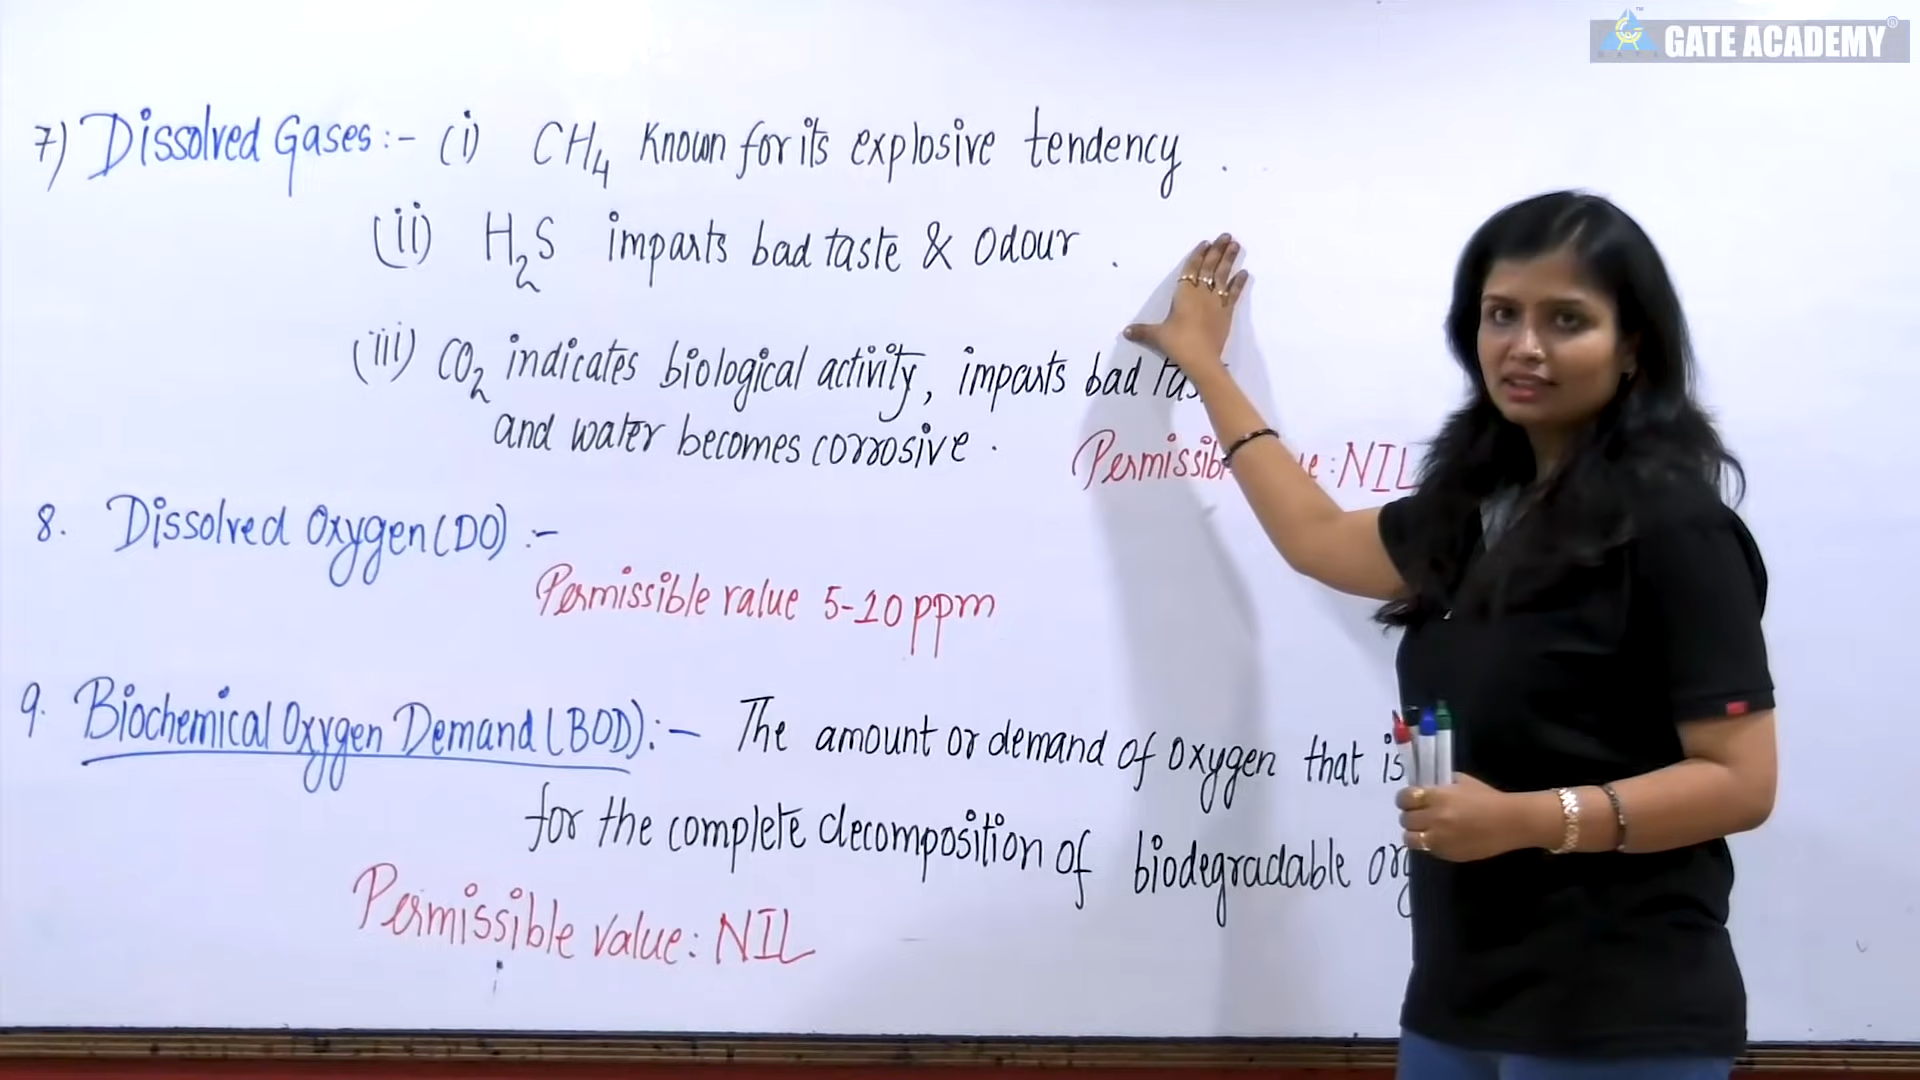 GATE ACADEMY
7) Dissolved Gases :- (i) CH4 Known for its explosive tendency .
(ii) H2S imparts bad taste & Odour .
(iii) CO2 indicates biological activity, imparts bad
and water becomes corrosive .
Permissible : NIL
8. Dissolved Oxygen (DO) :-
Permissible value 5-10 ppm
9. Biochemical Oxygen Demand (BOD) :- The amount or demand of oxygen that is
for the complete decomposition of biodegradable
Permissible value : NIL